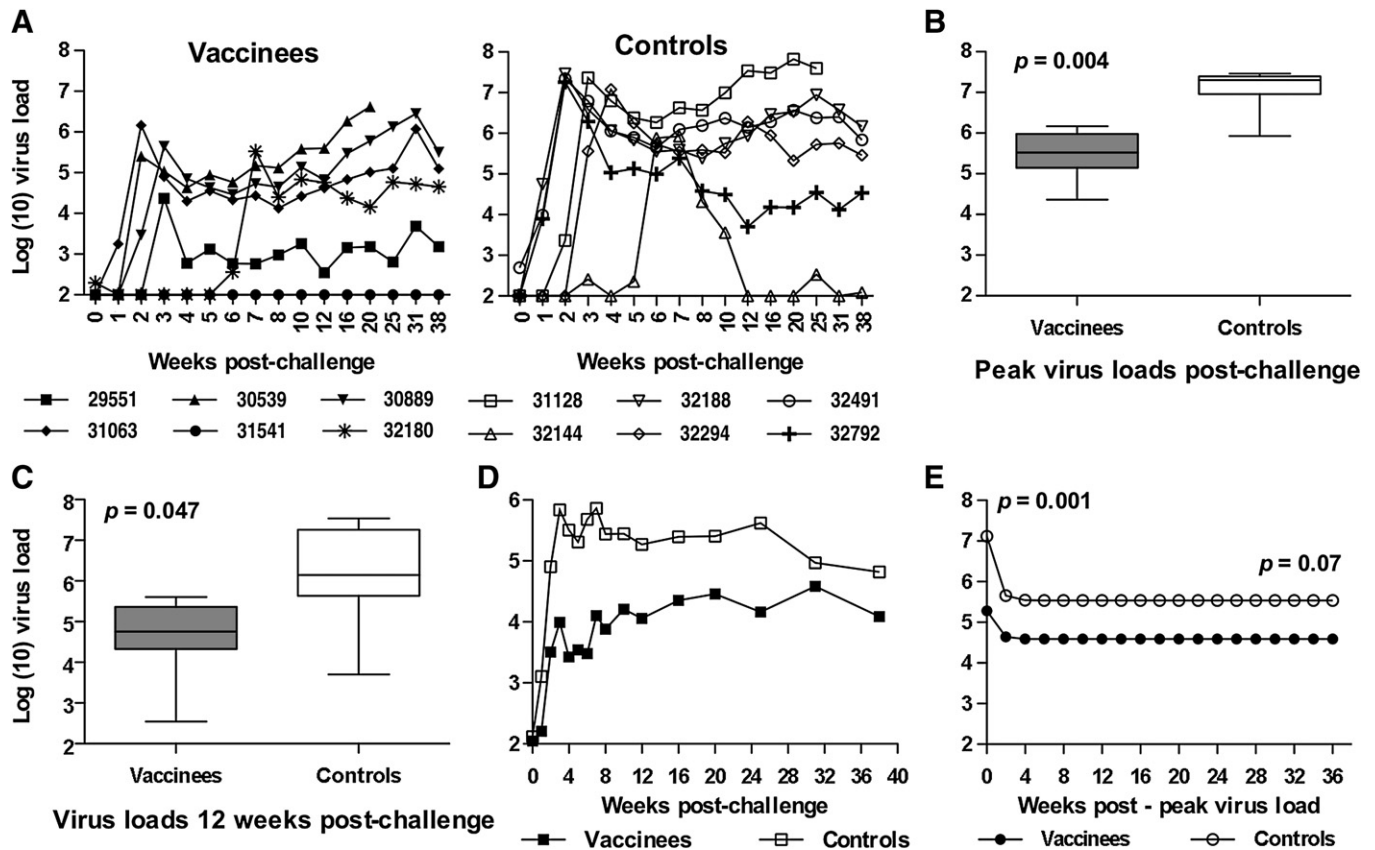 A
Vaccinees
Log (10) virus load
8
7
6
5
4
3
2
0 1 2 3 4 5 6 7 8 10 12 16 20 25 31 38
Weeks post-challenge
Controls
8
7
6
5
4
3
2
0 1 2 3 4 5 6 7 8 10 12 16 20 25 31 38
Weeks post-challenge
29551 30539 30889
31063 31541 32180
31128 32188 32491
32144 32294 32792
B
p = 0.004
8
7
6
5
4
3
2
Vaccinees Controls
Peak virus loads post-challenge
C
p = 0.047
Log (10) virus load
8
7
6
5
4
3
2
Vaccinees Controls
Virus loads 12 weeks post-challenge
D
6
5
4
3
2
0 4 8 12 16 20 24 28 32 36 40
Weeks post-challenge
Vaccinees Controls
E
p = 0.001
p = 0.07
8
7
6
5
4
3
2
0 4 8 12 16 20 24 28 32 36
Weeks post - peak virus load
Vaccinees Controls